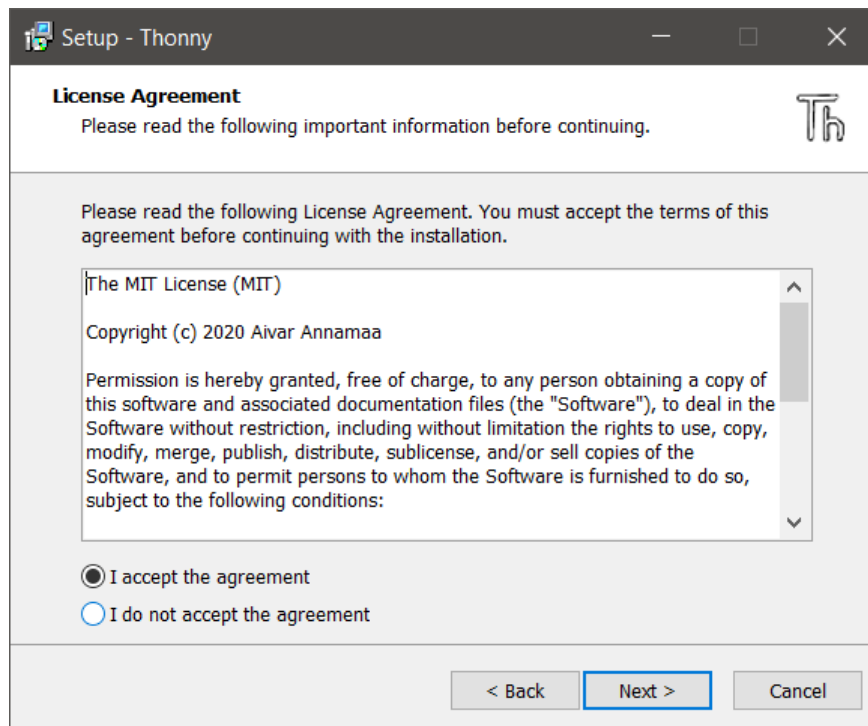 Setup - Thonny
License Agreement
Please read the following important information before continuing.
Th
Please read the following License Agreement. You must accept the terms of this
agreement before continuing with the installation.
The MIT License (MIT)
Copyright (c) 2020 Aivar Annamaa
Permission is hereby granted, free of charge, to any person obtaining a copy of
this software and associated documentation files (the "Software"), to deal in the
Software without restriction, including without limitation the rights to use, copy,
modify, merge, publish, distribute, sublicense, and/or sell copies of the
Software, and to permit persons to whom the Software is furnished to do so,
subject to the following conditions:
I accept the agreement
I do not accept the agreement
< Back
Next >
Cancel